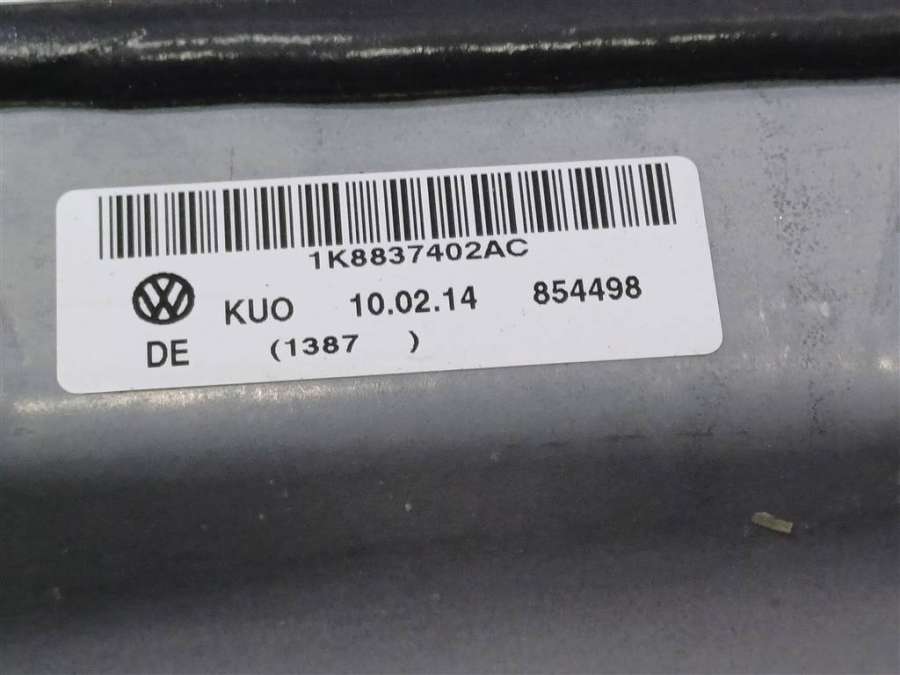 1K8837402AC
KUO 10.02.14 854498
DE (1387 )